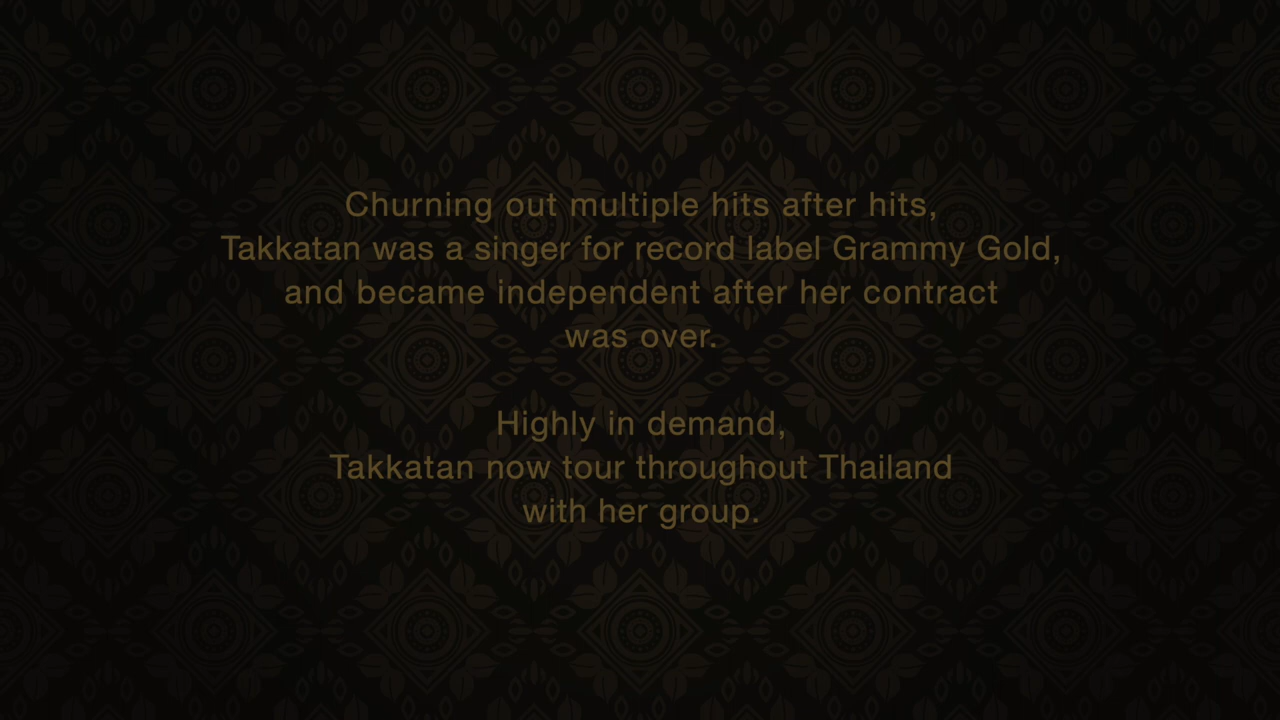 Churning out multiple hits after hits,
Takkatan was a singer for record label Grammy Gold,
and became independent after her contract
was over.
Highly in demand,
Takkatan now tour throughout Thailand
with her group.